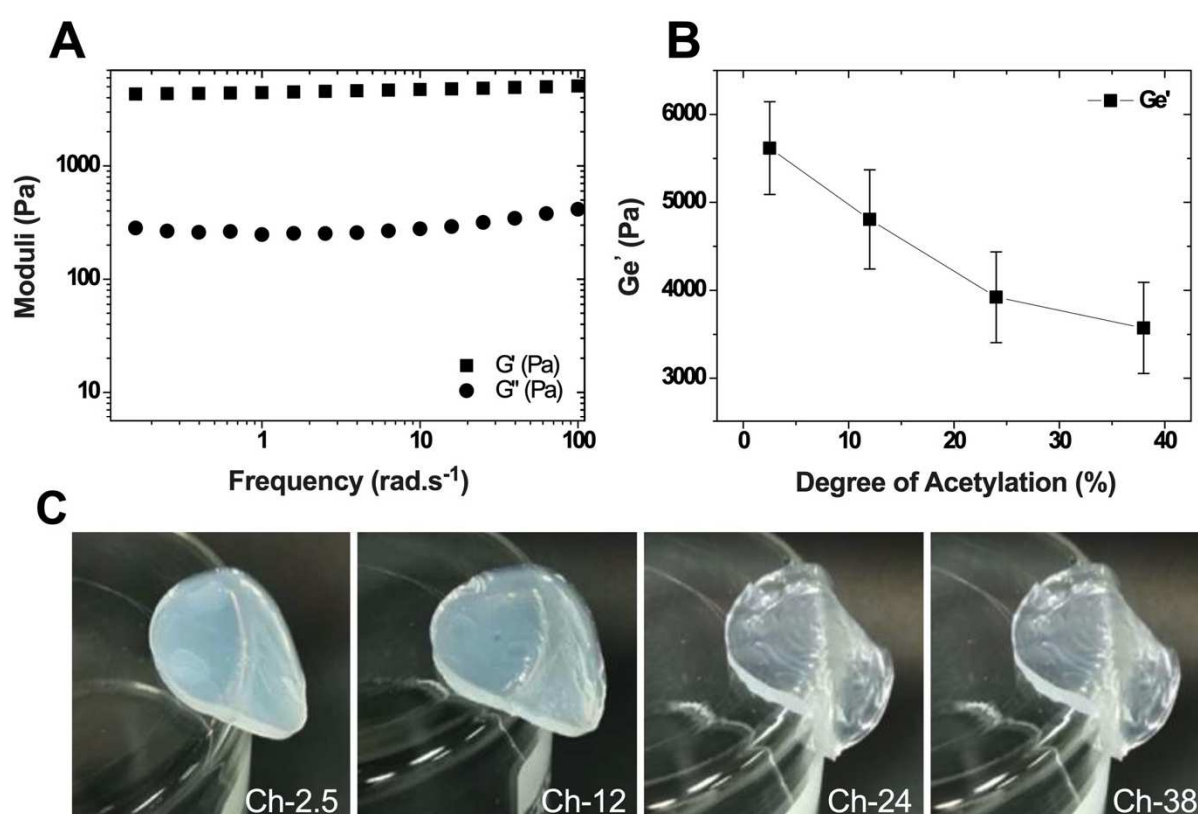 A
Moduli (Pa)
1000
100
10
G' (Pa)
G'' (Pa)
1
10
100
Frequency (rad.s⁻¹)
B
Ge' (Pa)
6000
5000
4000
3000
Ge'
0
10
20
30
40
Degree of Acetylation (%)
C
Ch-2.5
Ch-12
Ch-24
Ch-38